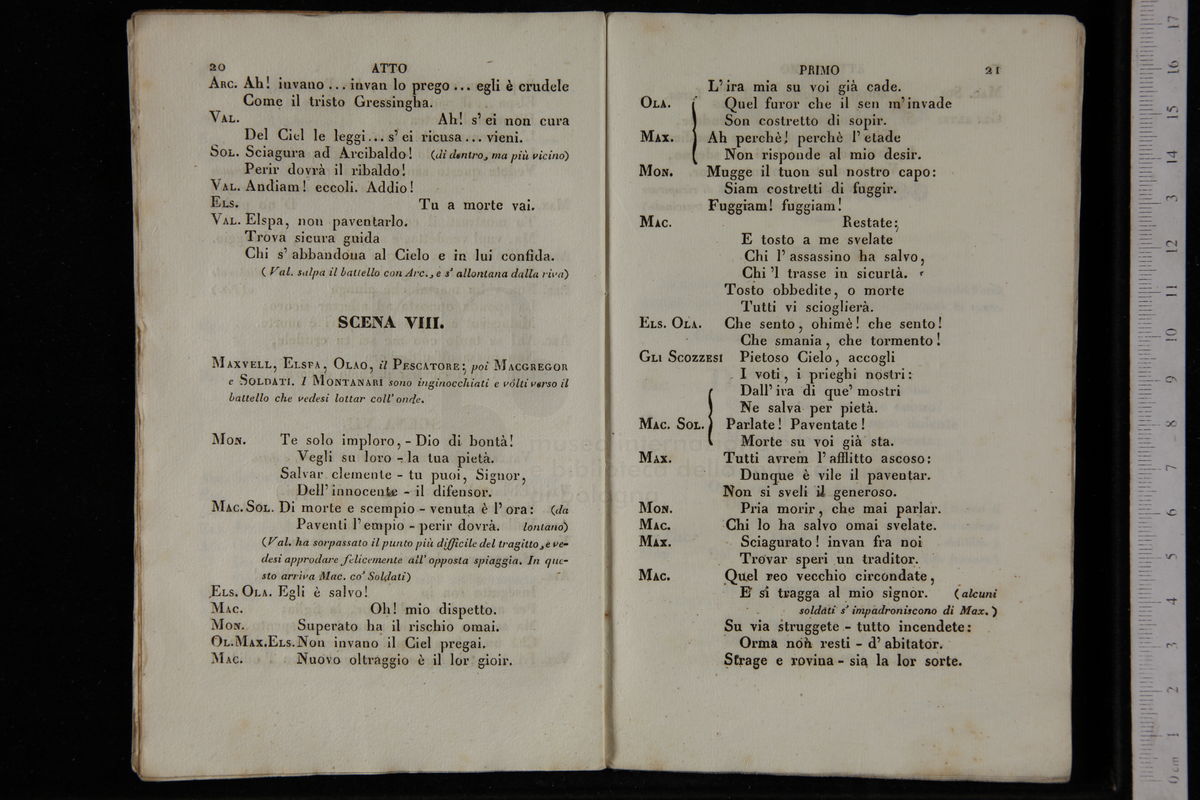 20 ATTO
Arc. Ah! invano ... invan lo prego ... egli è crudele
Come il tristo Gressingha.
Val. Ah! s' ei non cura
Del Ciel le leggi... s' ei ricusa ... vieni.
Sol. Sciagura ad Arcibaldo! (di dentro, ma più vicino)
Perir dovrà il ribaldo!
Val. Andiam! eccoli. Addio!
Els. Tu a morte vai.
Val. Elspa, non paventarlo.
Trova sicura guida
Chi s' abbandona al Cielo e in lui confida.
( Val. salpa il battello con Arc., e s' allontana dalla riva)
SCENA VIII.
Maxvell, Elspa, Olao, il Pescatore; poi Macgregor
e Soldati. I Montanari sono inginocchiati e vôlti verso il
battello che vedesi lottar coll' onde.
Mon. Te solo imploro, - Dio di bontà!
Vegli su loro - la tua pietà.
Salvar clemente - tu puoi, Signor,
Dell' innocente - il difensor.
Mac. Sol. Di morte e scempio - venuta è l' ora: (da
Paventi l' empio - perir dovrà. lontano)
(Val. ha sorpassato il punto più difficile del tragitto, e ve-
desi approdare felicemente all' opposta spiaggia. In que-
sto arriva Mac. co' Soldati)
Els. Ola. Egli è salvo!
Mac. Oh! mio dispetto.
Mon. Superato ha il rischio omai.
Ol. Max. Els. Non invano il Ciel pregai.
Mac. Nuovo oltraggio è il lor gioir.
PRIMO 21
L' ira mia su voi già cade.
Ola. Quel furor che il sen m' invade
Son costretto di sopir.
Max. Ah perchè! perchè l' etade
Non risponde al mio desir.
Mon. Mugge il tuon sul nostro capo:
Siam costretti di fuggir.
Fuggiam! fuggiam!
Mac. Restate;
E tosto a me svelate
Chi l' assassino ha salvo,
Chi 'l trasse in sicurtà.
Tosto obbedite, o morte
Tutti vi scioglierà.
Els. Ola. Che sento, ohimè! che sento!
Che smania, che tormento!
Gli Scozzesi Pietoso Cielo, accogli
I voti, i prieghi nostri:
Dall' ira di que' mostri
Ne salva per pietà.
Mac. Sol. Parlate! Paventate!
Morte su voi già sta.
Max. Tutti avrem l' afflitto ascoso:
Dunque è vile il paventar.
Non si sveli il generoso.
Mon. Pria morir, che mai parlar.
Mac. Chi lo ha salvo omai svelate.
Max. Sciagurato! invan fra noi
Trovar speri un traditor.
Mac. Quel reo vecchio circondate,
E si tragga al mio signor. (alcuni
soldati s' impadroniscono di Max.)
Su via struggete - tutto incendete:
Orma non resti - d' abitator.
Strage e rovina - sia la lor sorte.